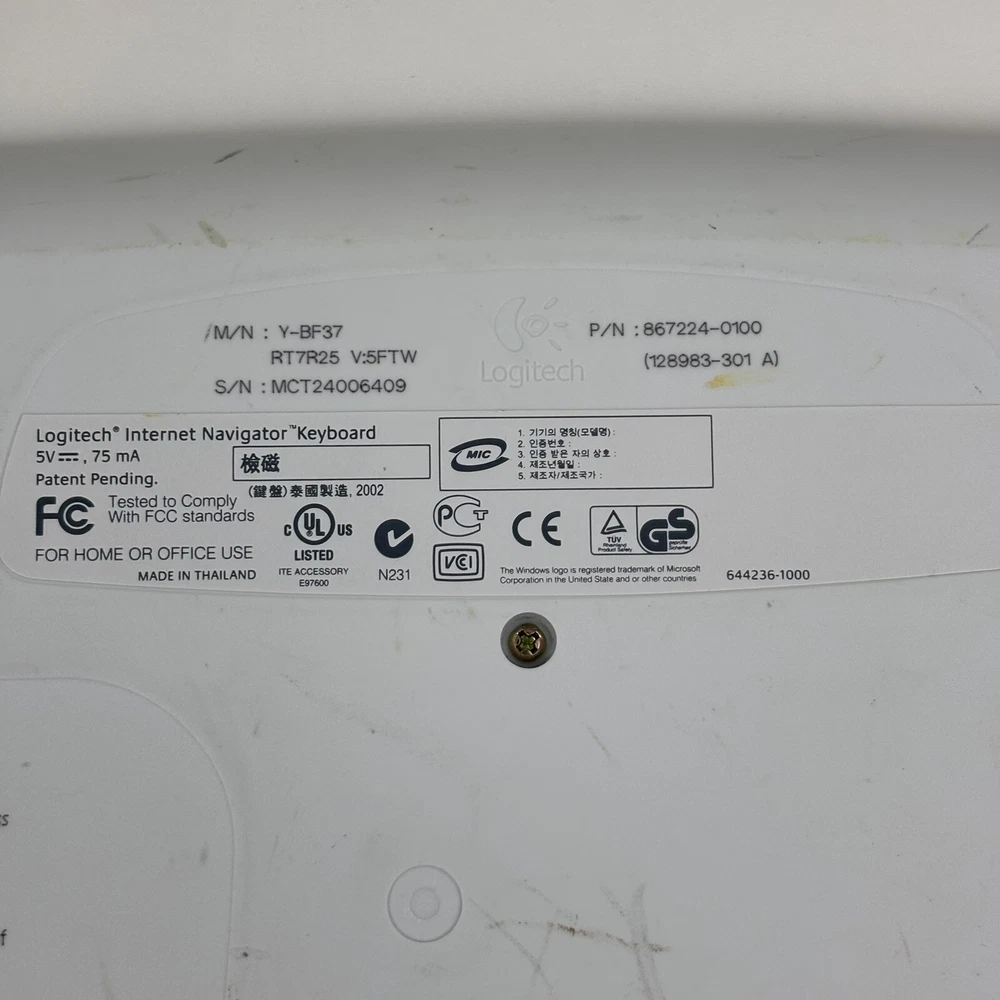 M/N : Y-BF37
RT7R25 V:5FTW
S/N : MCT24006409
Logitech
P/N : 867224-0100
(128983-301 A)
Logitech® Internet Navigator™ Keyboard
5V⎓, 75 mA
Patent Pending.
檢磁
(鍵盤)泰國製造, 2002
MIC
1. 기기의 명칭(모델명) :
2. 인증번호 :
3. 인증 받은 자의 상호 :
4. 제조년월일 :
5. 제조자/제조국가 :
FC
Tested to Comply
With FCC standards
FOR HOME OR OFFICE USE
MADE IN THAILAND
c UL US
LISTED
ITE ACCESSORY
E97600
N231
PCT
VCI
CE
TÜV
Rheinland
Product Safety
GS
geprüfte
Sicherheit
The Windows logo is registered trademark of Microsoft
Corporation in the United State and or other countries
644236-1000